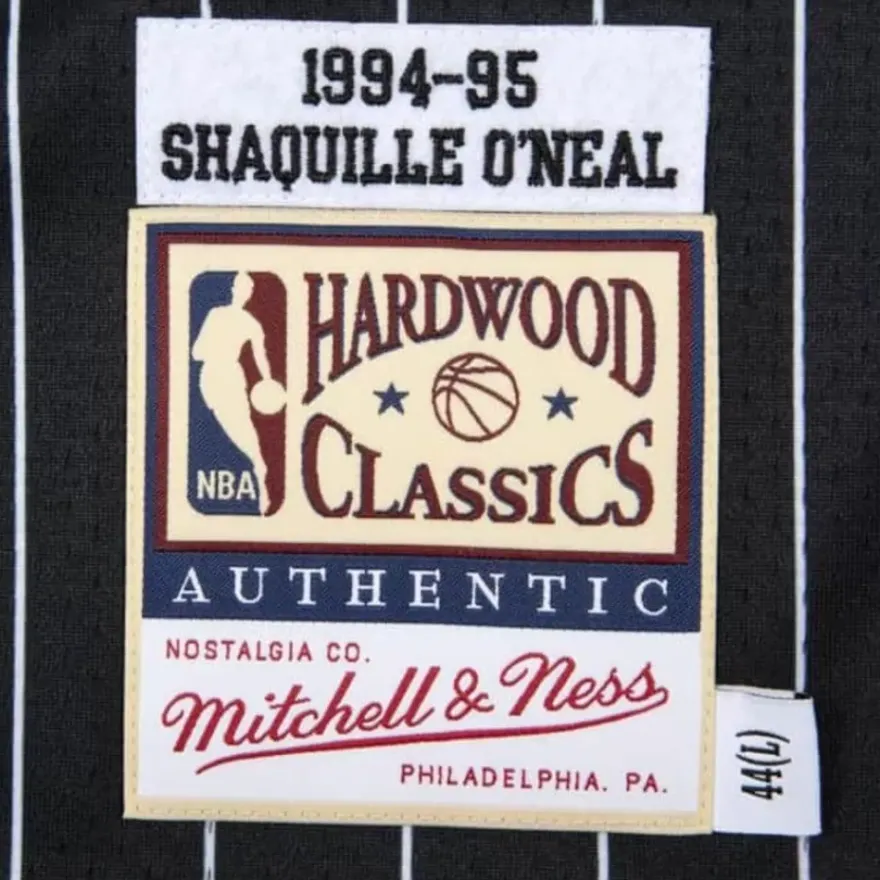 1994-95
SHAQUILLE O'NEAL
HARDWOOD
CLASSICS
NBA
AUTHENTIC
NOSTALGIA CO.
Mitchell & Ness
PHILADELPHIA. PA.
44(L)